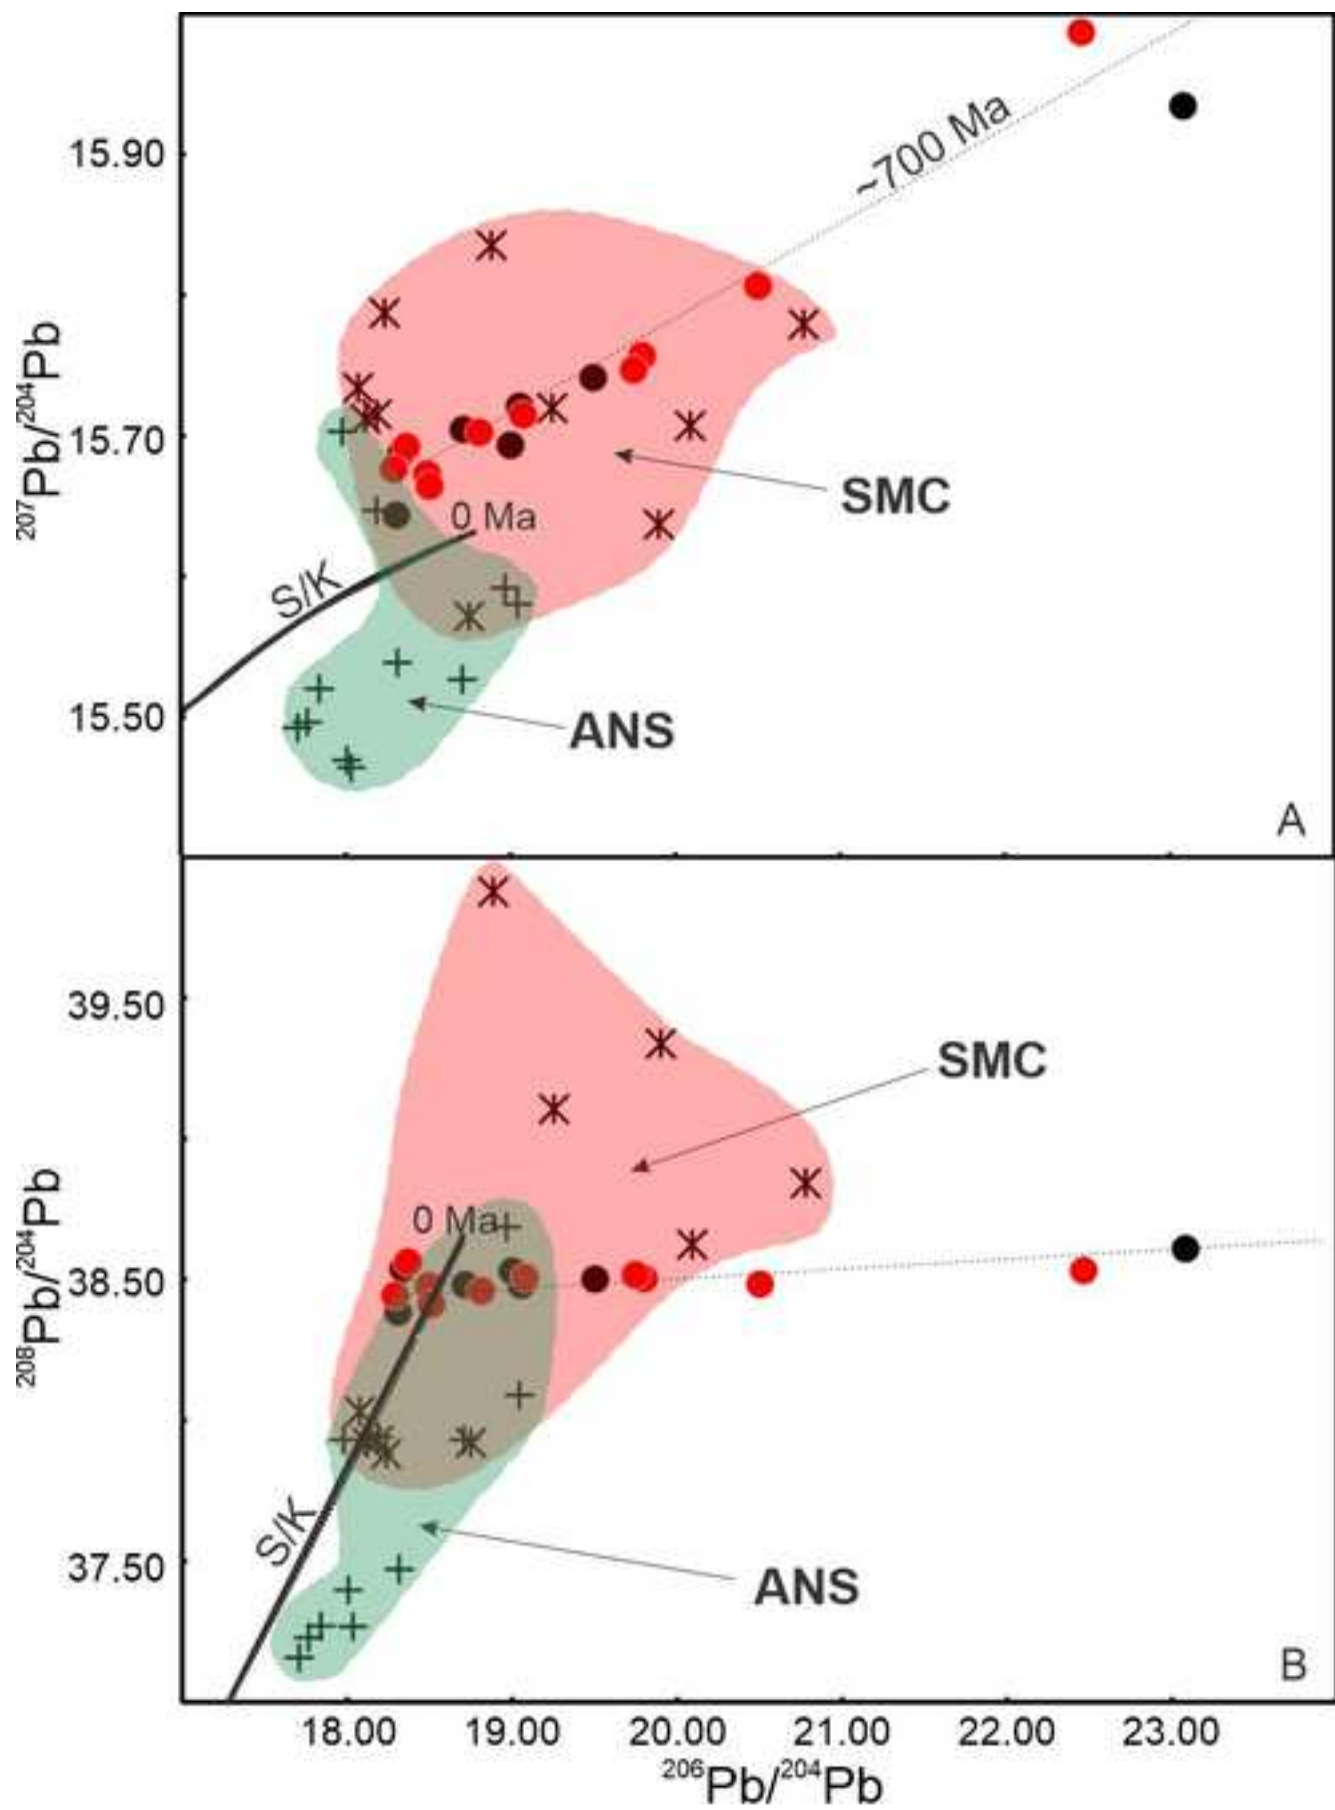 15.90
~700 Ma
²⁰⁷Pb/²⁰⁴Pb
15.70
0 Ma
SMC
S/K
15.50
ANS
A
39.50
SMC
0 Ma
²⁰⁸Pb/²⁰⁴Pb
38.50
S/K
37.50
ANS
B
18.00 19.00 20.00 21.00 22.00 23.00
²⁰⁶Pb/²⁰⁴Pb